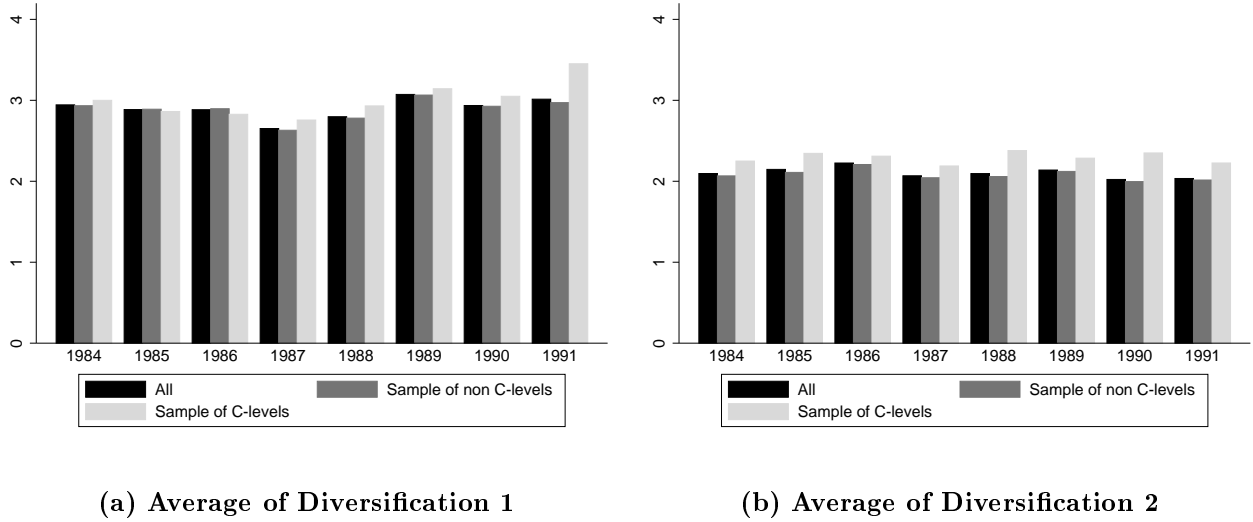 4
3
2
1
0
1984 1985 1986 1987 1988 1989 1990 1991
All Sample of non C-levels
Sample of C-levels
(a) Average of Diversification 1
4
3
2
1
0
1984 1985 1986 1987 1988 1989 1990 1991
All Sample of non C-levels
Sample of C-levels
(b) Average of Diversification 2